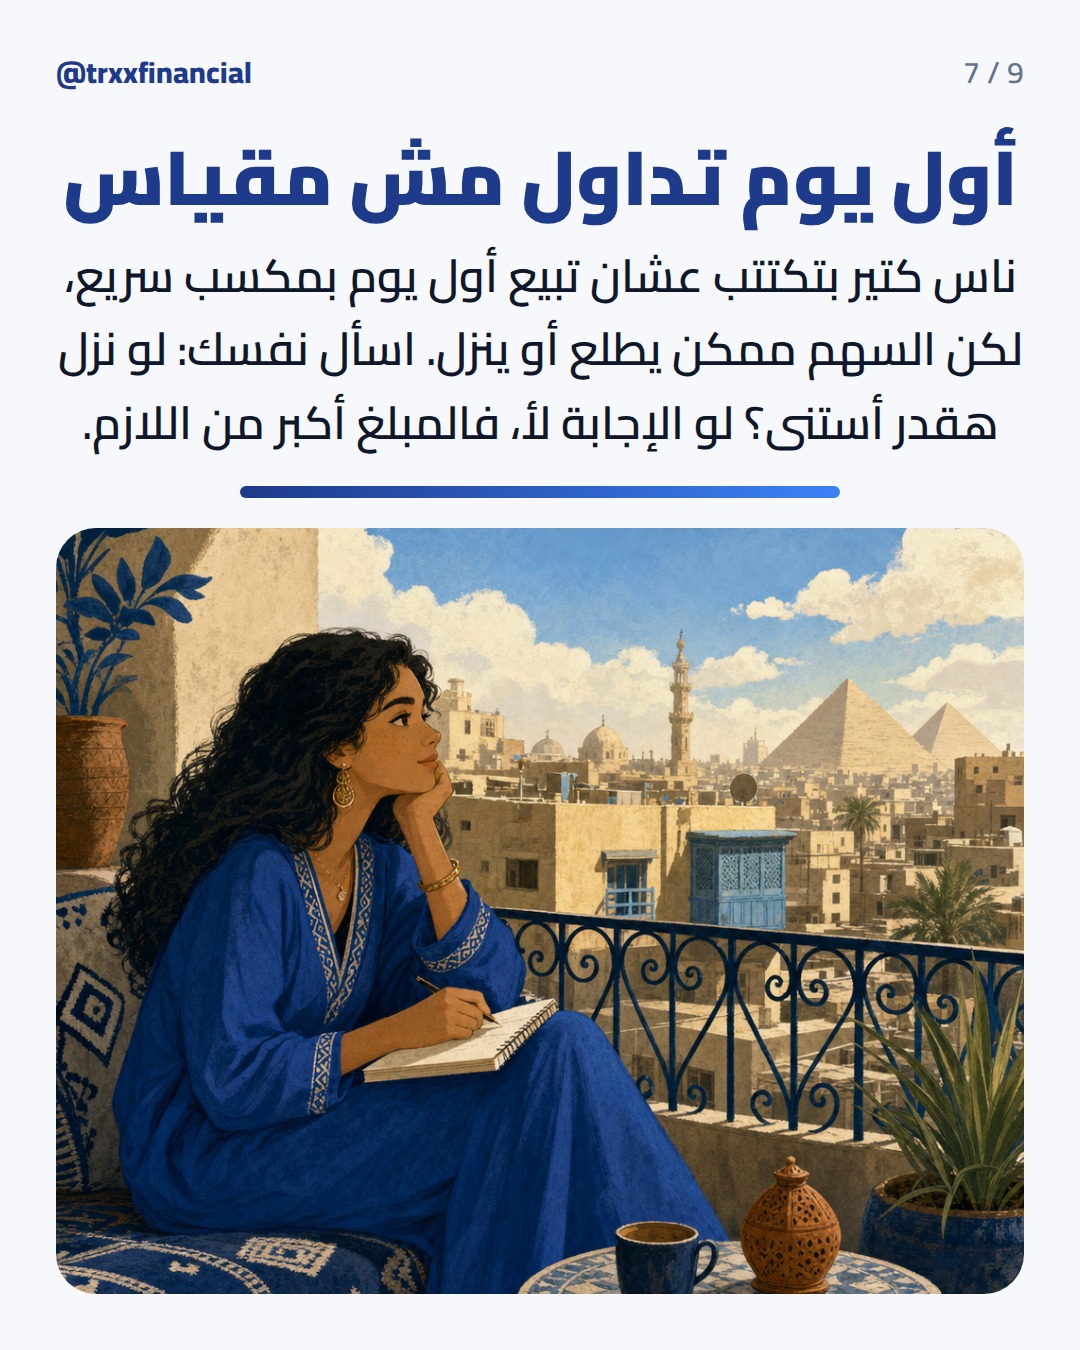 @trxxfinancial
7 / 9
أول يوم تداول مش مقياس
ناس كتير بتكتتب عشان تبيع أول يوم بمكسب سريع،
لكن السهم ممكن يطلع أو ينزل. اسأل نفسك: لو نزل
هقدر أستنى؟ لو الإجابة لأ، فالمبلغ أكبر من اللازم.